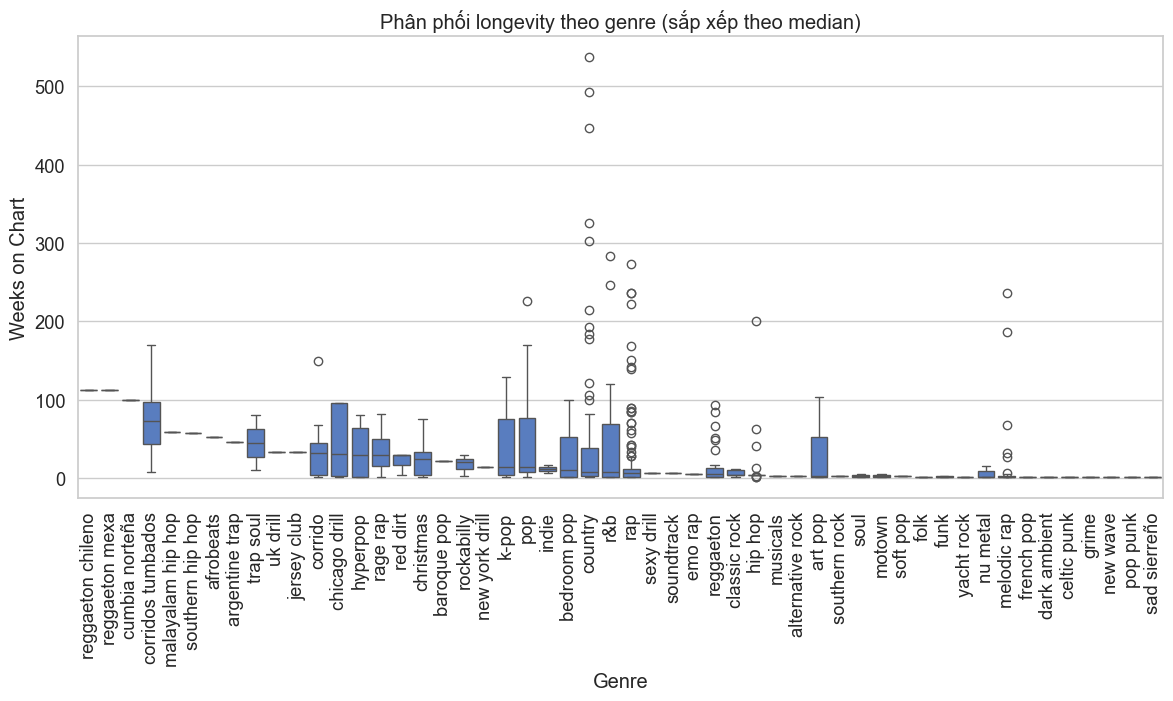 Phân phối longevity theo genre (sắp xếp theo median)
Weeks on Chart
500
400
300
200
100
0
reggaeton chileno
reggaeton mexa
cumbia norteña
corridos tumbados
malayalam hip hop
southern hip hop
afrobeats
argentine trap
trap soul
uk drill
jersey club
corrido
chicago drill
hyperpop
rage rap
red dirt
christmas
baroque pop
rockabilly
new york drill
k-pop
pop
indie
bedroom pop
country
r&b
rap
sexy drill
soundtrack
emo rap
reggaeton
classic rock
hip hop
musicals
alternative rock
art pop
southern rock
soul
motown
soft pop
folk
funk
yacht rock
nu metal
melodic rap
french pop
dark ambient
celtic punk
grime
new wave
pop punk
sad sierreño
Genre